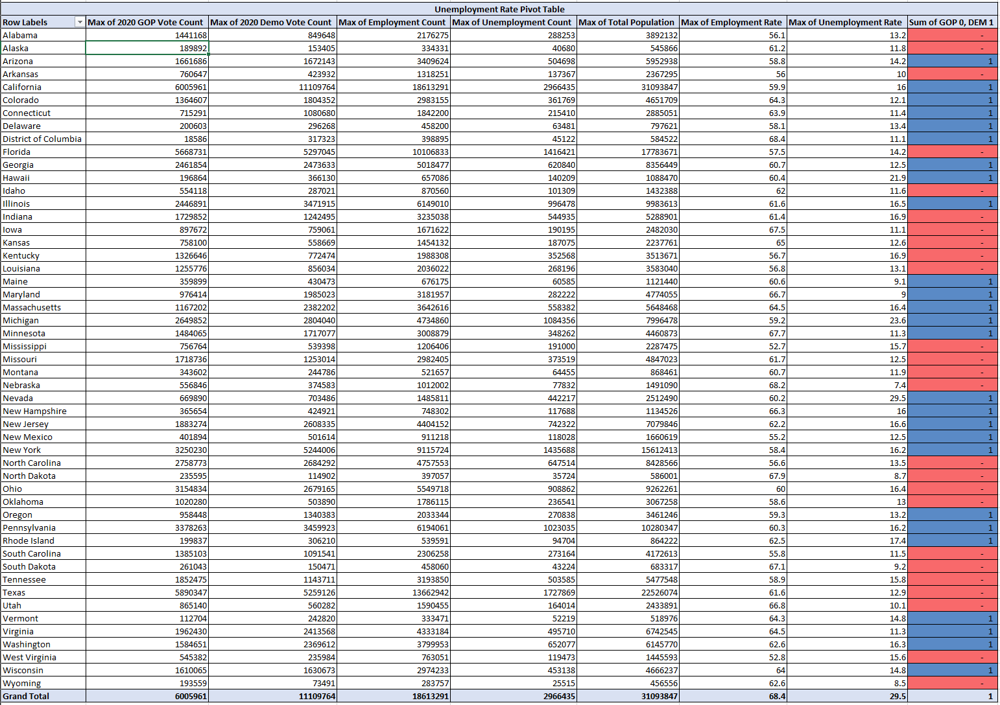 Unemployment Rate Pivot Table
Row Labels Max of 2020 GOP Vote Count Max of 2020 Demo Vote Count Max of Employment Count Max of Unemployment Count Max of Total Population Max of Employment Rate Max of Unemployment Rate Sum of GOP 0, DEM 1
Alabama 1441168 849648 2176275 288253 3892132 56.1 13.2 -
Alaska 189892 153405 334331 40680 545866 61.2 11.8 -
Arizona 1661686 1672143 3409624 504698 5952938 58.8 14.2 1
Arkansas 760647 423932 1318251 137367 2367295 56 10 -
California 6005961 11109764 18613291 2966435 31093847 59.9 16 1
Colorado 1364607 1804352 2983155 361769 4651709 64.3 12.1 1
Connecticut 715291 1080680 1842200 215410 2885051 63.9 11.4 1
Delaware 200603 296268 458200 63481 797621 58.1 13.4 1
District of Columbia 18586 317323 398895 45122 584522 68.4 11.1 1
Florida 5668731 5297045 10106833 1416421 17783671 57.5 14.2 -
Georgia 2461854 2473633 5018477 620840 8356449 60.7 12.5 1
Hawaii 196864 366130 657086 140209 1088470 60.4 21.9 1
Idaho 554118 287021 870560 101309 1432388 62 11.6 -
Illinois 2446891 3471915 6149010 996478 9983613 61.6 16.5 1
Indiana 1729852 1242495 3235038 544935 5288901 61.4 16.9 -
Iowa 897672 759061 1671622 190195 2482030 67.5 11.1 -
Kansas 758100 558669 1454132 187075 2237761 65 12.6 -
Kentucky 1326646 772474 1988308 352568 3513671 56.7 16.9 -
Louisiana 1255776 856034 2036022 268196 3583040 56.8 13.1 -
Maine 359899 430473 676175 60585 1121440 60.6 9.1 1
Maryland 976414 1985023 3181957 282222 4774055 66.7 9 1
Massachusetts 1167202 2382202 3642616 558382 5648468 64.5 16.4 1
Michigan 2649852 2804040 4734860 1084356 7996478 59.2 23.6 1
Minnesota 1484065 1717077 3008879 348262 4460873 67.7 11.3 1
Mississippi 756764 539398 1206406 191000 2287475 52.7 15.7 -
Missouri 1718736 1253014 2982405 373519 4847023 61.7 12.5 -
Montana 343602 244786 521657 64455 868461 60.7 11.9 -
Nebraska 556846 374583 1012002 77832 1491090 68.2 7.4 -
Nevada 669890 703486 1485811 442217 2512490 60.2 29.5 1
New Hampshire 365654 424921 748302 117688 1134526 66.3 16 1
New Jersey 1883274 2608335 4404152 742322 7079846 62.2 16.6 1
New Mexico 401894 501614 911218 118028 1660619 55.2 12.5 1
New York 3250230 5244006 9115724 1435688 15612413 58.4 16.2 1
North Carolina 2758773 2684292 4757553 647514 8428566 56.6 13.5 -
North Dakota 235595 114902 397057 35724 586001 67.9 8.7 -
Ohio 3154834 2679165 5549718 908862 9262261 60 16.4 -
Oklahoma 1020280 503890 1786115 236541 3067258 58.6 13 -
Oregon 958448 1340383 2033344 270838 3461246 59.3 13.2 1
Pennsylvania 3378263 3459923 6194061 1023035 10280347 60.3 16.2 1
Rhode Island 199837 306210 539591 94704 864222 62.5 17.4 1
South Carolina 1385103 1091541 2306258 273164 4172613 55.8 11.5 -
South Dakota 261043 150471 458060 43224 683317 67.1 9.2 -
Tennessee 1852475 1143711 3193850 503585 5477548 58.9 15.8 -
Texas 5890347 5259126 13662942 1727869 22526074 61.6 12.9 -
Utah 865140 560282 1590455 164014 2433891 66.8 10.1 -
Vermont 112704 242820 333471 52219 518976 64.3 14.8 1
Virginia 1962430 2413568 4333184 495710 6742545 64.5 11.3 1
Washington 1584651 2369612 3799953 652077 6145770 62.6 16.3 1
West Virginia 545382 235984 763051 119473 1445593 52.8 15.6 -
Wisconsin 1610065 1630673 2974233 453138 4666237 64 14.8 1
Wyoming 193559 73491 283757 25515 456556 62.6 8.5 -
Grand Total 6005961 11109764 18613291 2966435 31093847 68.4 29.5 1